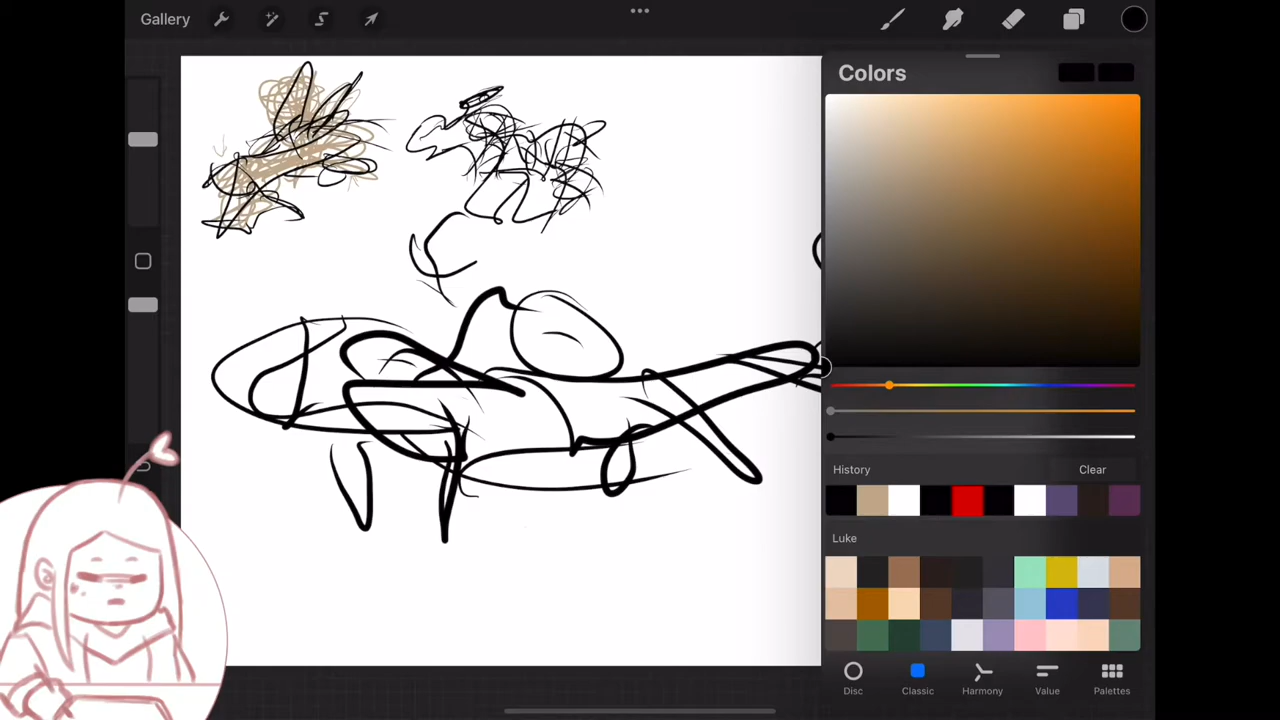 Gallery
Colors
History
Clear
Luke
Disc
Classic
Harmony
Value
Palettes